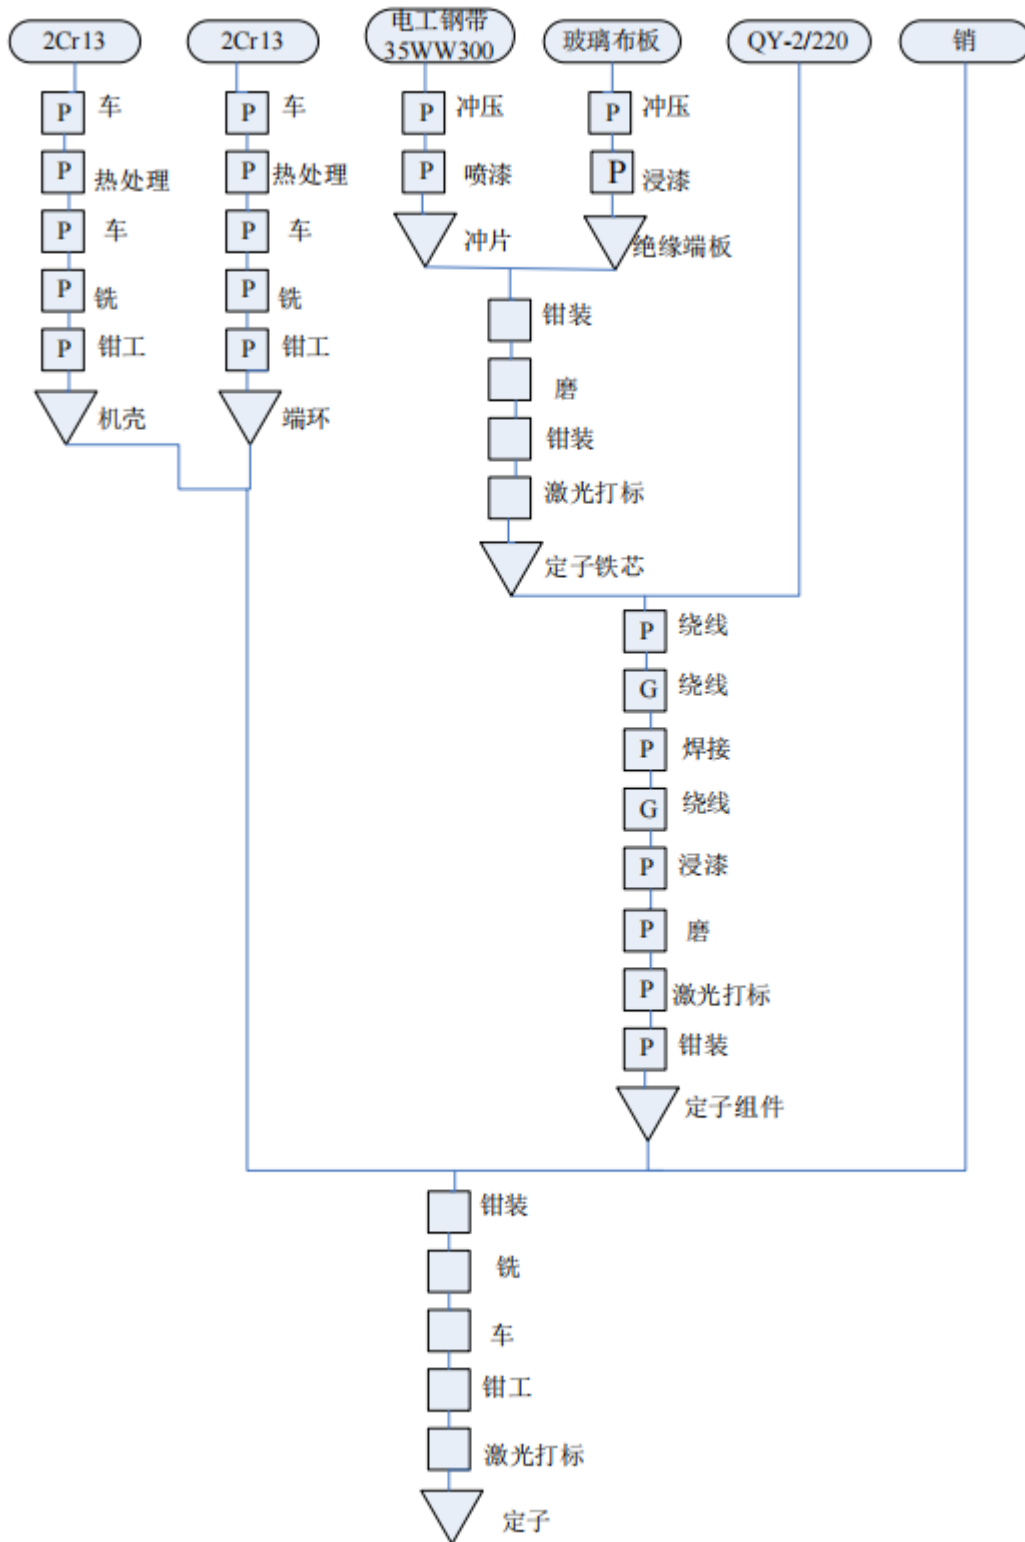 2Cr13
2Cr13
电工钢带
35WW300
玻璃布板
QY-2/220
销
P 车
P 车
P 冲压
P 冲压
P 热处理
P 热处理
P 喷漆
P 浸漆
P 车
P 车
冲片
绝缘端板
P 铣
P 铣
钳装
P 钳工
P 钳工
磨
机壳
端环
钳装
激光打标
定子铁芯
P 绕线
G 绕线
P 焊接
G 绕线
P 浸漆
P 磨
P 激光打标
P 钳装
定子组件
钳装
铣
车
钳工
激光打标
定子